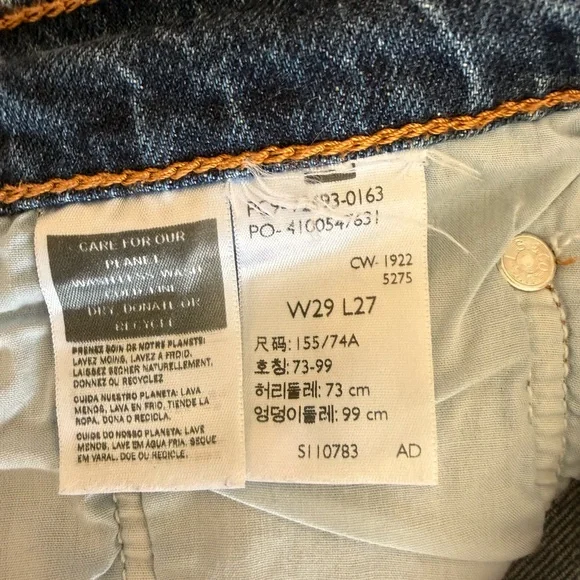 CARE FOR OUR
PLANET
WASH
LINE
DRY, DONATE OR
RECYCLE
PRENEZ SOIN DE NOTRE PLANETE:
LAVEZ MOINS, LAVEZ A FROID,
LAISSEZ SECHER NATURELLEMENT,
DONNEZ OU RECYCLEZ
CUIDA NUESTRO PLANETA: LAVA
MENOS, LAVA EN FRIO, TIENDE LA
ROPA, DONA O RECICLA.
CUIDE DO NOSSO PLANETA: LAVE
MENOS, LAVE EM AGUA FRIA, SEQUE
EM VARAL, DOE OU RECICLE.
-0163
PO- 4100547631
CW- 1922
5275
W29 L27
尺码: 155/74A
호칭: 73-99
허리둘레: 73 cm
엉덩이둘레: 99 cm
S110783 AD